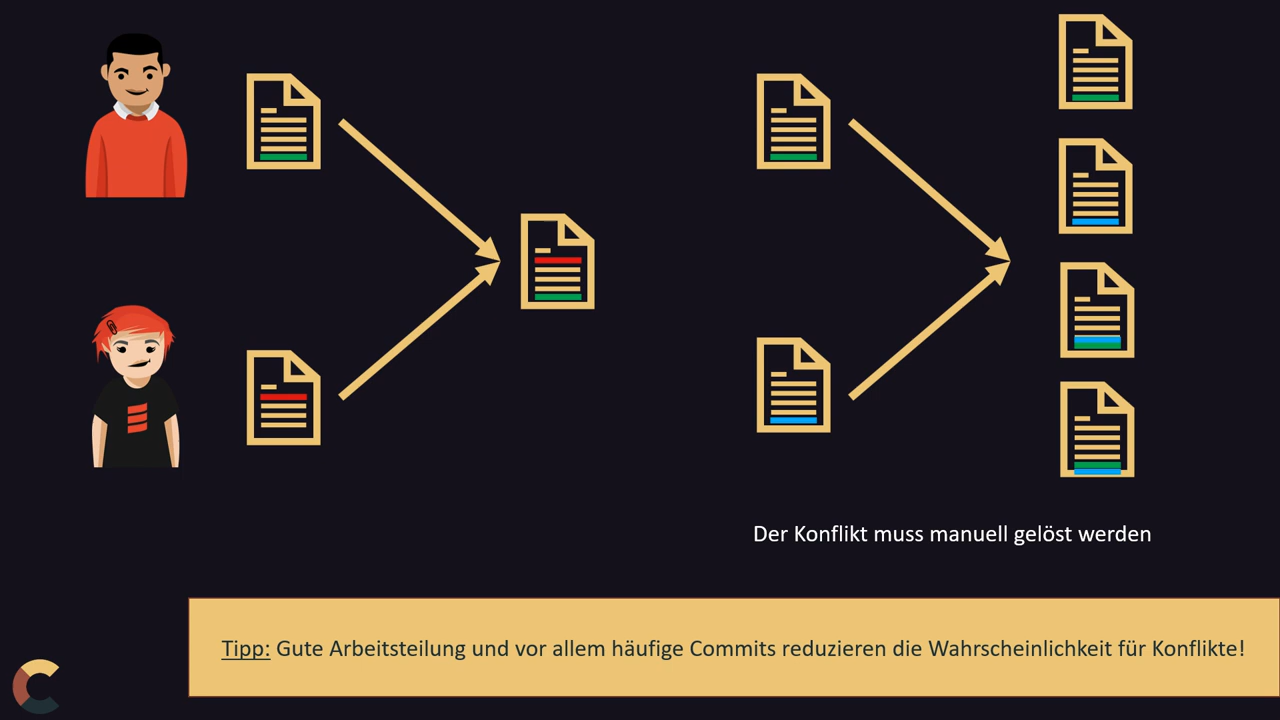 Der Konflikt muss manuell gelöst werden
Tipp: Gute Arbeitsteilung und vor allem häufige Commits reduzieren die Wahrscheinlichkeit für Konflikte!